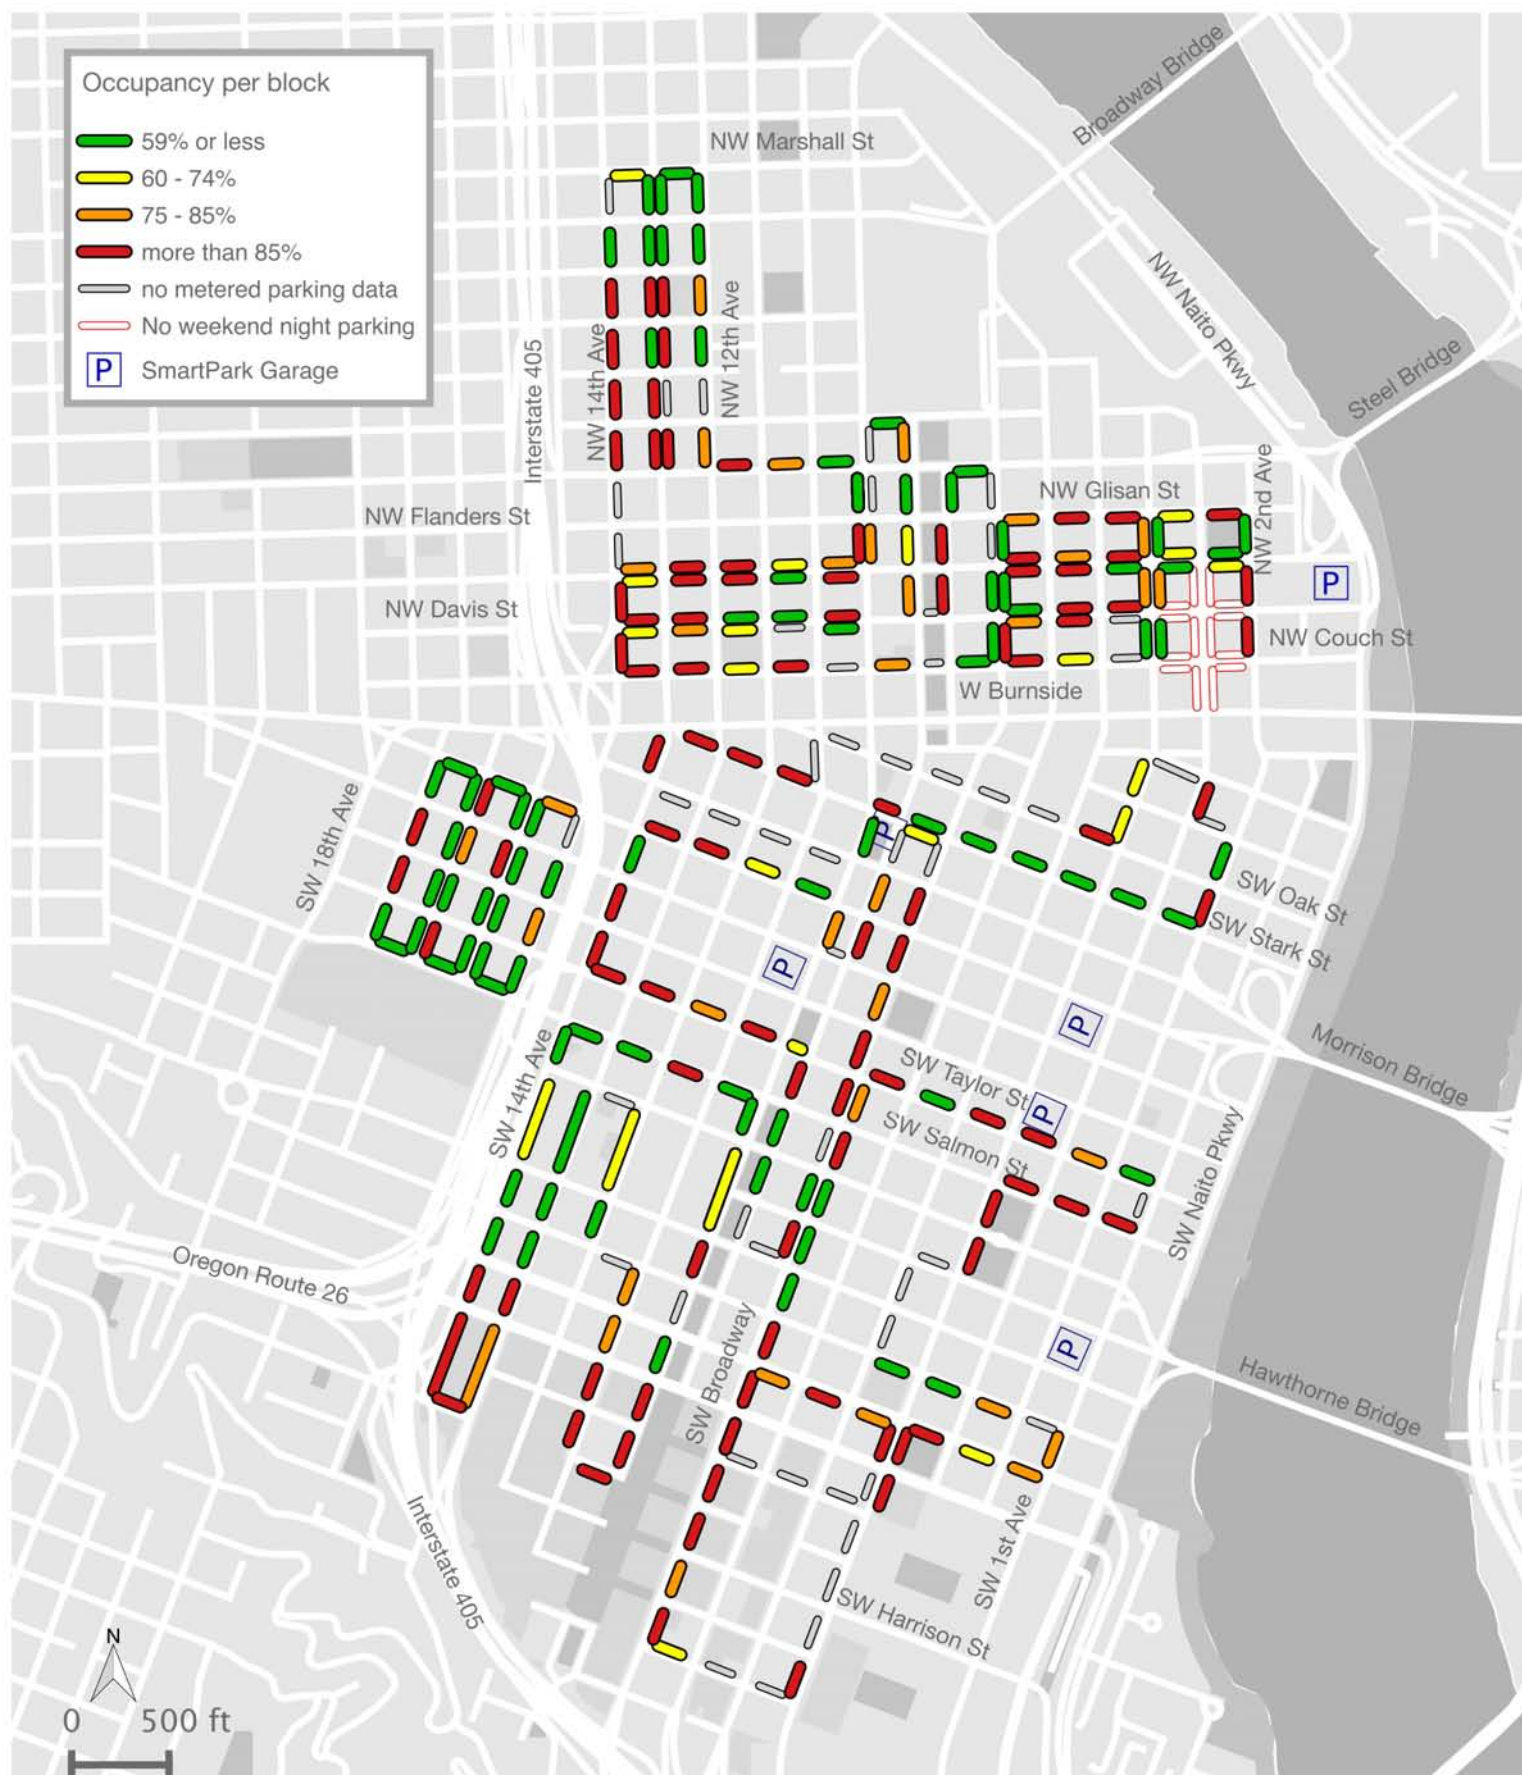 Occupancy per block
59% or less
60 - 74%
75 - 85%
more than 85%
no metered parking data
No weekend night parking
P SmartPark Garage
Broadway Bridge
NW Marshall St
NW Naito Pkwy
NW 12th Ave
NW 14th Ave
Interstate 405
Steel Bridge
NW 2nd Ave
NW Glisan St
NW Flanders St
P
NW Davis St
NW Couch St
W Burnside
SW 18th Ave
P
SW Oak St
SW Stark St
P
P
Morrison Bridge
SW 14th Ave
SW Taylor St
P
SW Salmon St
SW Naito Pkwy
Oregon Route 26
SW Broadway
P
Hawthorne Bridge
Interstate 405
SW 1st Ave
SW Harrison St
N
0 500 ft